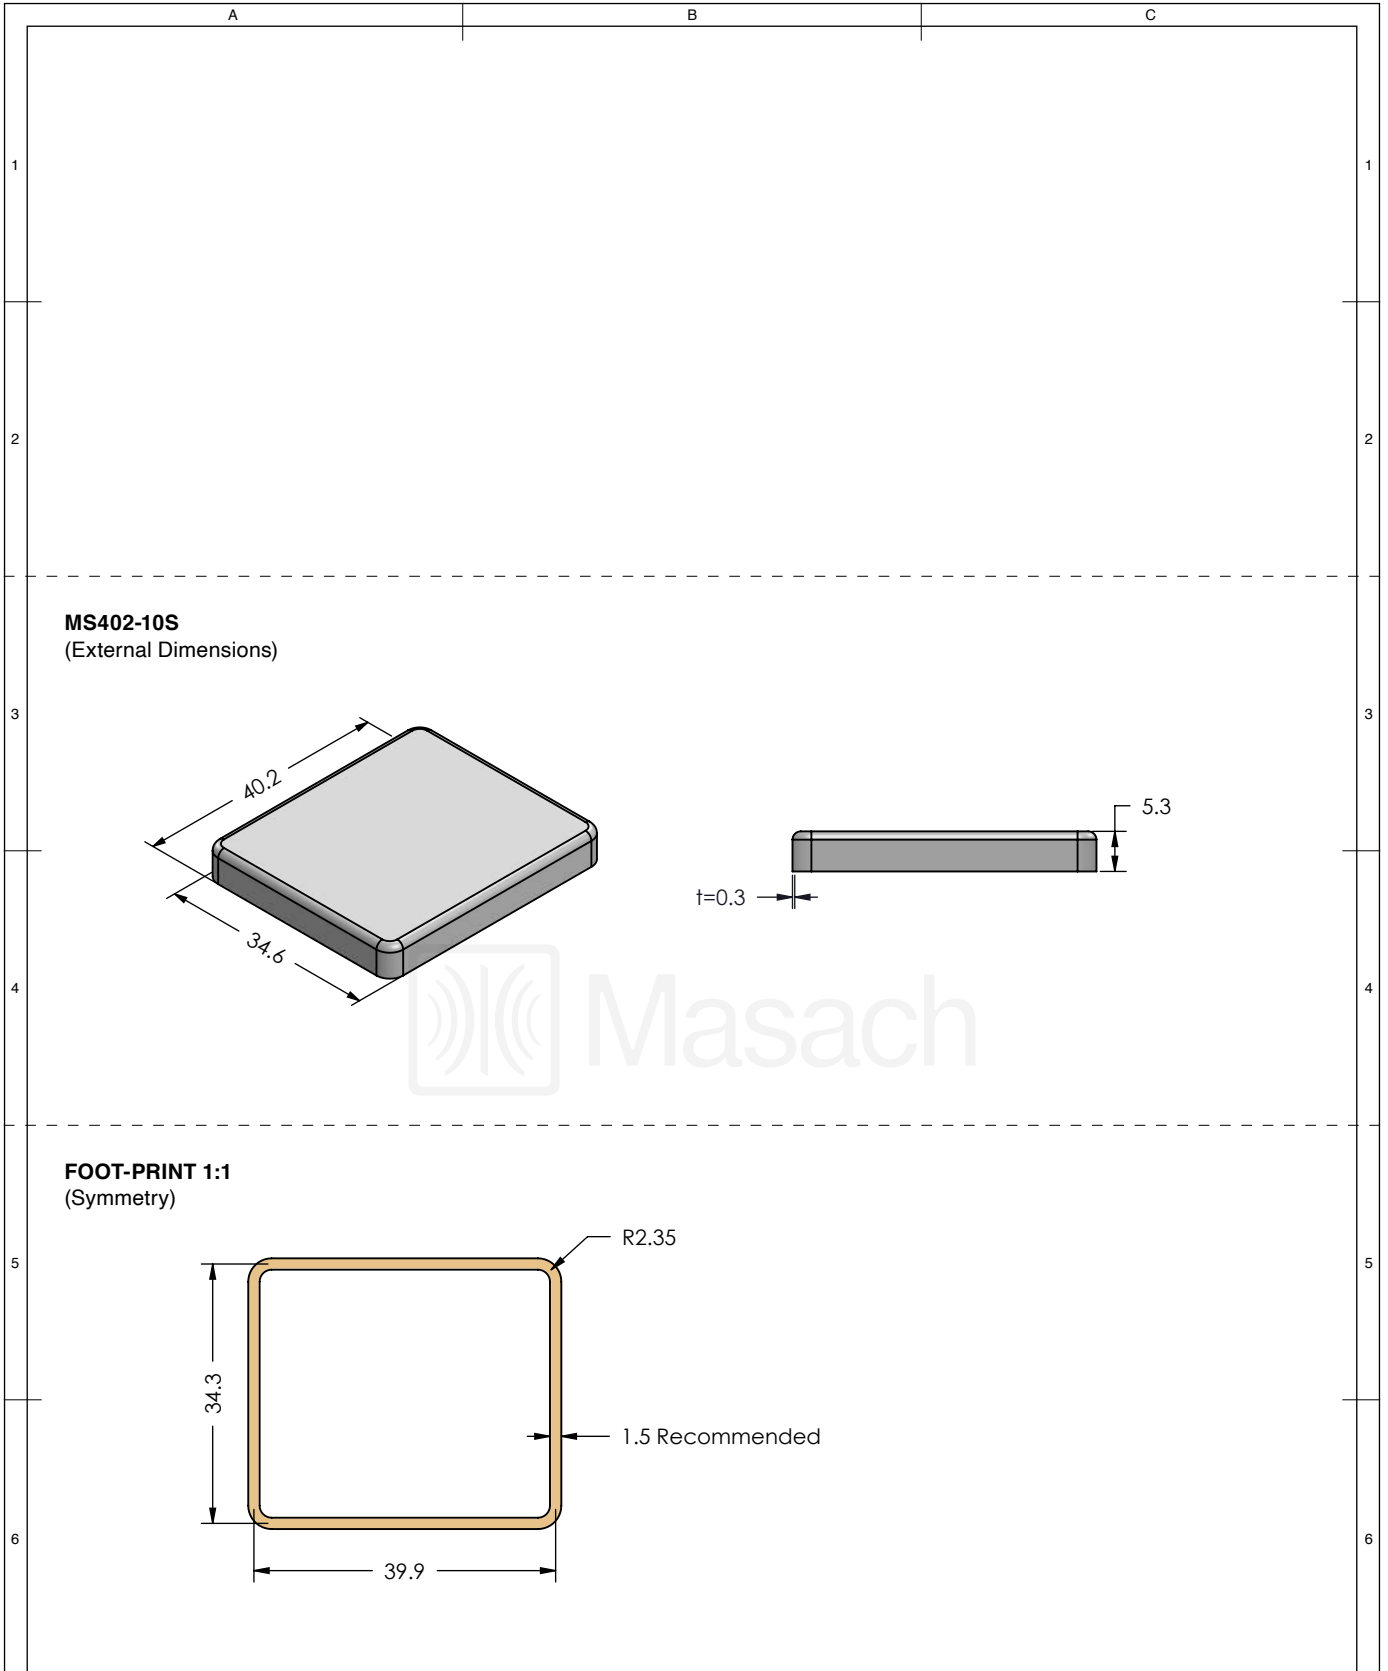 A B C
1 1
2 2
MS402-10S
(External Dimensions)
3 3
40.2
5.3
t=0.3
34.6
4 4
Masach
FOOT-PRINT 1:1
(Symmetry)
R2.35
5 5
34.3
1.5 Recommended
6 6
39.9